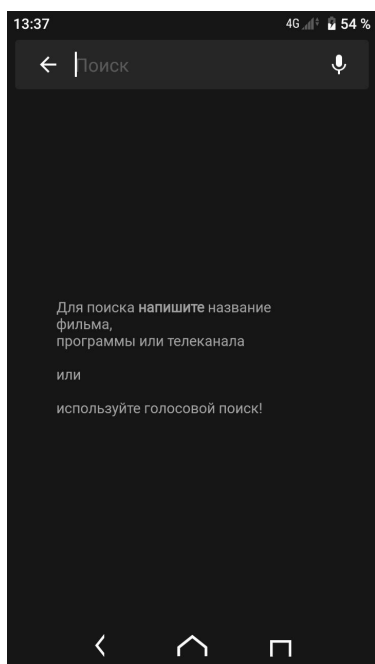 13:37 4G 54 %
Поиск
Для поиска напишите название
фильма,
программы или телеканала
или
используйте голосовой поиск!